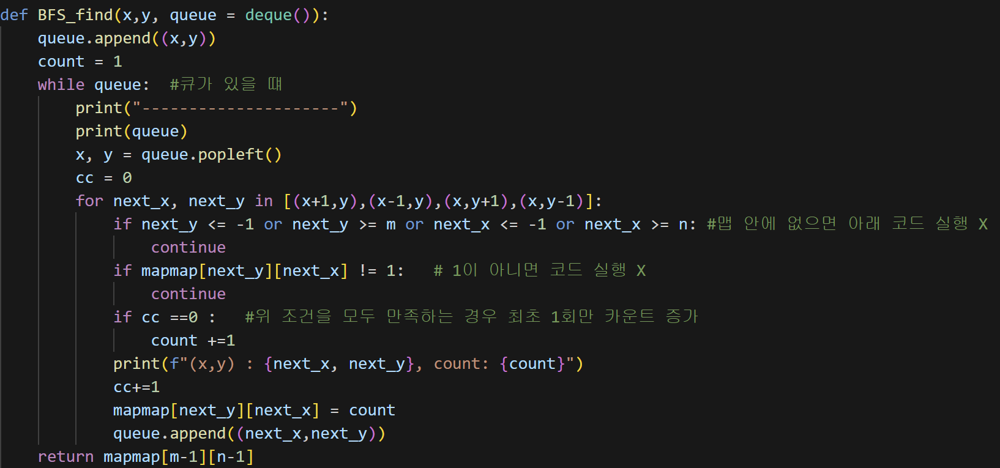 def BFS_find(x,y, queue = deque()):
    queue.append((x,y))
    count = 1
    while queue:  #큐가 있을 떄
        print("---------------------")
        print(queue)
        x, y = queue.popleft()
        cc = 0
        for next_x, next_y in [(x+1,y),(x-1,y),(x,y+1),(x,y-1)]:
            if next_y <= -1 or next_y >= m or next_x <= -1 or next_x >= n: #맵 안에 없으면 아래 코드 실행 X
                continue
            if mapmap[next_y][next_x] != 1:   # 1이 아니면 코드 실행 X
                continue
            if cc ==0 :   #위 조건을 모두 만족하는 경우 최초 1회만 카운트 증가
                count +=1
            print(f"(x,y) : {next_x, next_y}, count: {count}")
            cc+=1
            mapmap[next_y][next_x] = count
            queue.append((next_x,next_y))
    return mapmap[m-1][n-1]